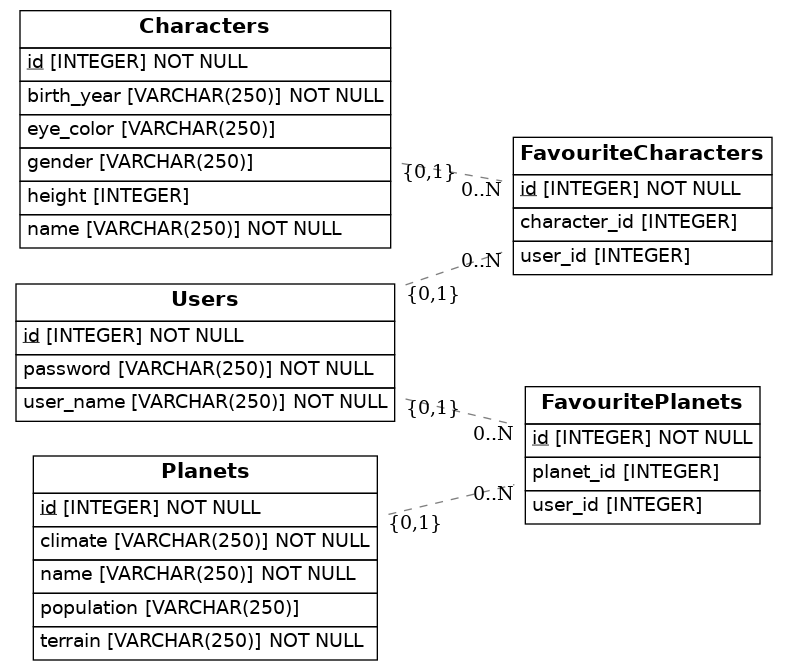 Characters
id [INTEGER] NOT NULL
birth_year [VARCHAR(250)] NOT NULL
eye_color [VARCHAR(250)]
gender [VARCHAR(250)]
height [INTEGER]
name [VARCHAR(250)] NOT NULL
{0,1}
0..N
FavouriteCharacters
id [INTEGER] NOT NULL
character_id [INTEGER]
user_id [INTEGER]
0..N
{0,1}
Users
id [INTEGER] NOT NULL
password [VARCHAR(250)] NOT NULL
user_name [VARCHAR(250)] NOT NULL
{0,1}
0..N
FavouritePlanets
id [INTEGER] NOT NULL
planet_id [INTEGER]
user_id [INTEGER]
0..N
{0,1}
Planets
id [INTEGER] NOT NULL
climate [VARCHAR(250)] NOT NULL
name [VARCHAR(250)] NOT NULL
population [VARCHAR(250)]
terrain [VARCHAR(250)] NOT NULL